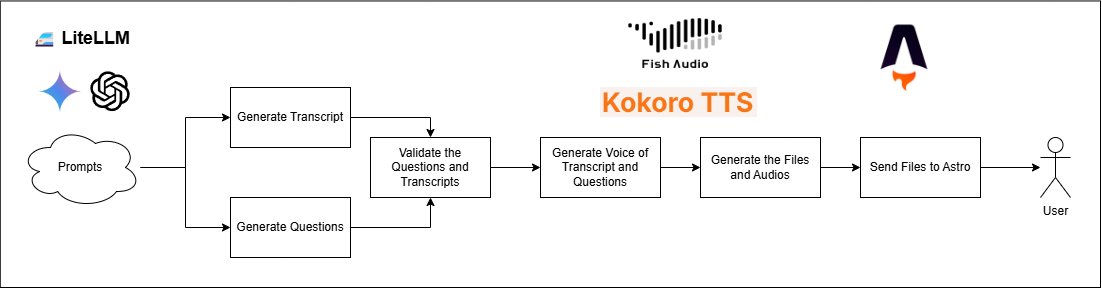 LiteLLM
Fish Audio
Kokoro TTS
Prompts
Generate Transcript
Generate Questions
Validate the
Questions and
Transcripts
Generate Voice of
Transcript and
Questions
Generate the Files
and Audios
Send Files to Astro
User